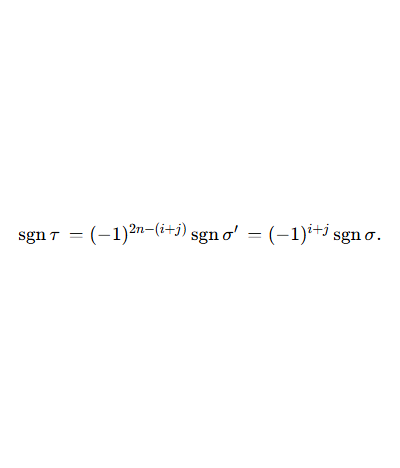 sgn τ = (−1)^{2n−(i+j)} sgn σ′ = (−1)^{i+j} sgn σ.